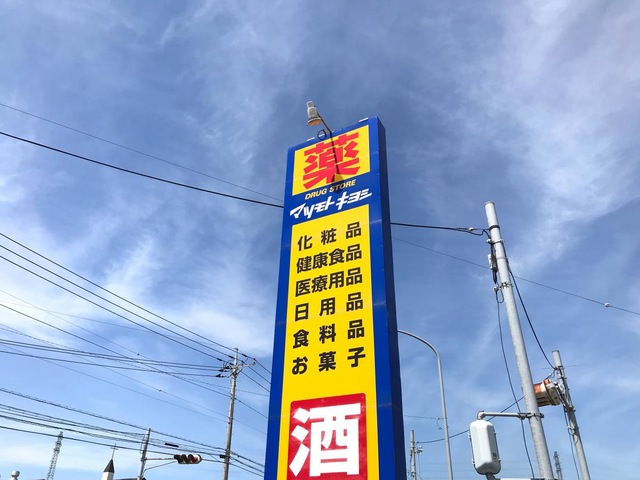 薬
DRUG STORE
マツモトキヨシ
化粧品
健康食品
医療用品
日用品
食料品
お菓子
酒